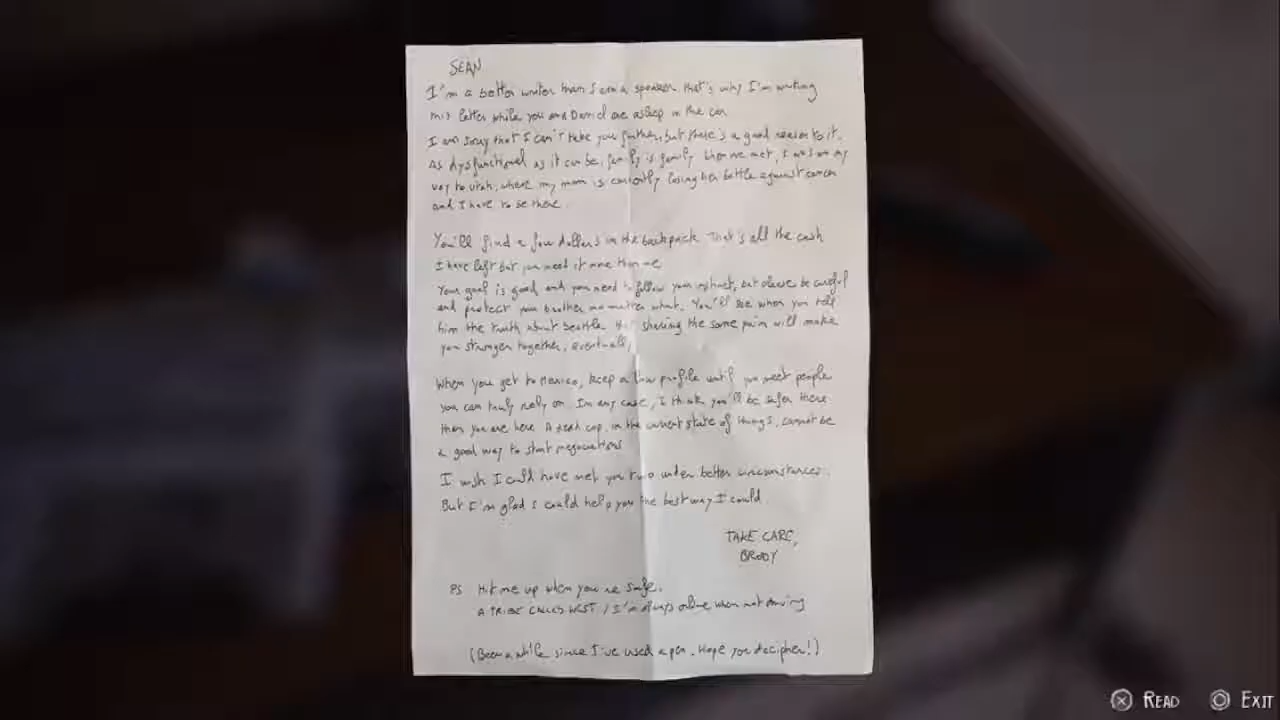 SEAN
I'm a better writer than I am a speaker that's why I'm writing
this letter while you and Daniel are asleep in the car
I am sorry that I can't take you further, but there's a good reason to it.
As dysfunctional as it can be, family is family. When we met, I was on my
way to Utah, where my mom is currently losing her battle against cancer
and I have to be there.
You'll find a few dollars in the backpack. That's all the cash
I have left but you need it more than me
Your goal is good and you need to follow your instinct, but please be careful
and protect your brother no matter what. You'll see when you tell
him the truth about Seattle that sharing the same pain will make
you stronger together, eventually
When you get to Mexico, keep a low profile until you meet people
you can truly rely on. In any case, I think you'll be safer there
then you are here. A dead cop, in the current state of things, cannot be
a good way to start negociations
I wish I could have met you two under better circumstances.
But I'm glad I could help you the best way I could.
TAKE CARE,
BRODY
PS Hit me up when you're safe.
A TRIBE CALLED WEST / I'm always online when not driving
(Been a while since I've used a pen. Hope you decipher!)
READ EXIT